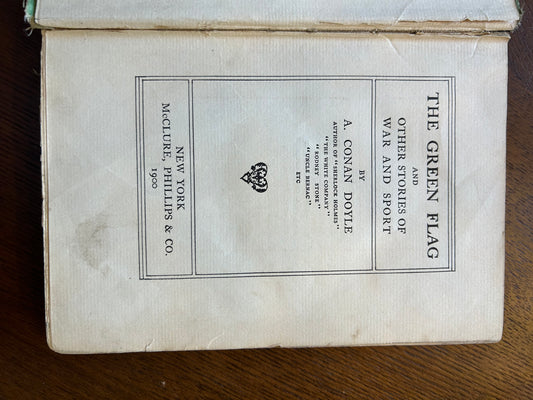 THE GREEN FLAG
AND
OTHER STORIES OF
WAR AND SPORT
BY
A. CONAN DOYLE
AUTHOR OF "SHERLOCK HOLMES"
"THE WHITE COMPANY"
"RODNEY STONE"
"UNCLE BERNAC"
ETC
NEW YORK
McCLURE, PHILLIPS & CO.
1900